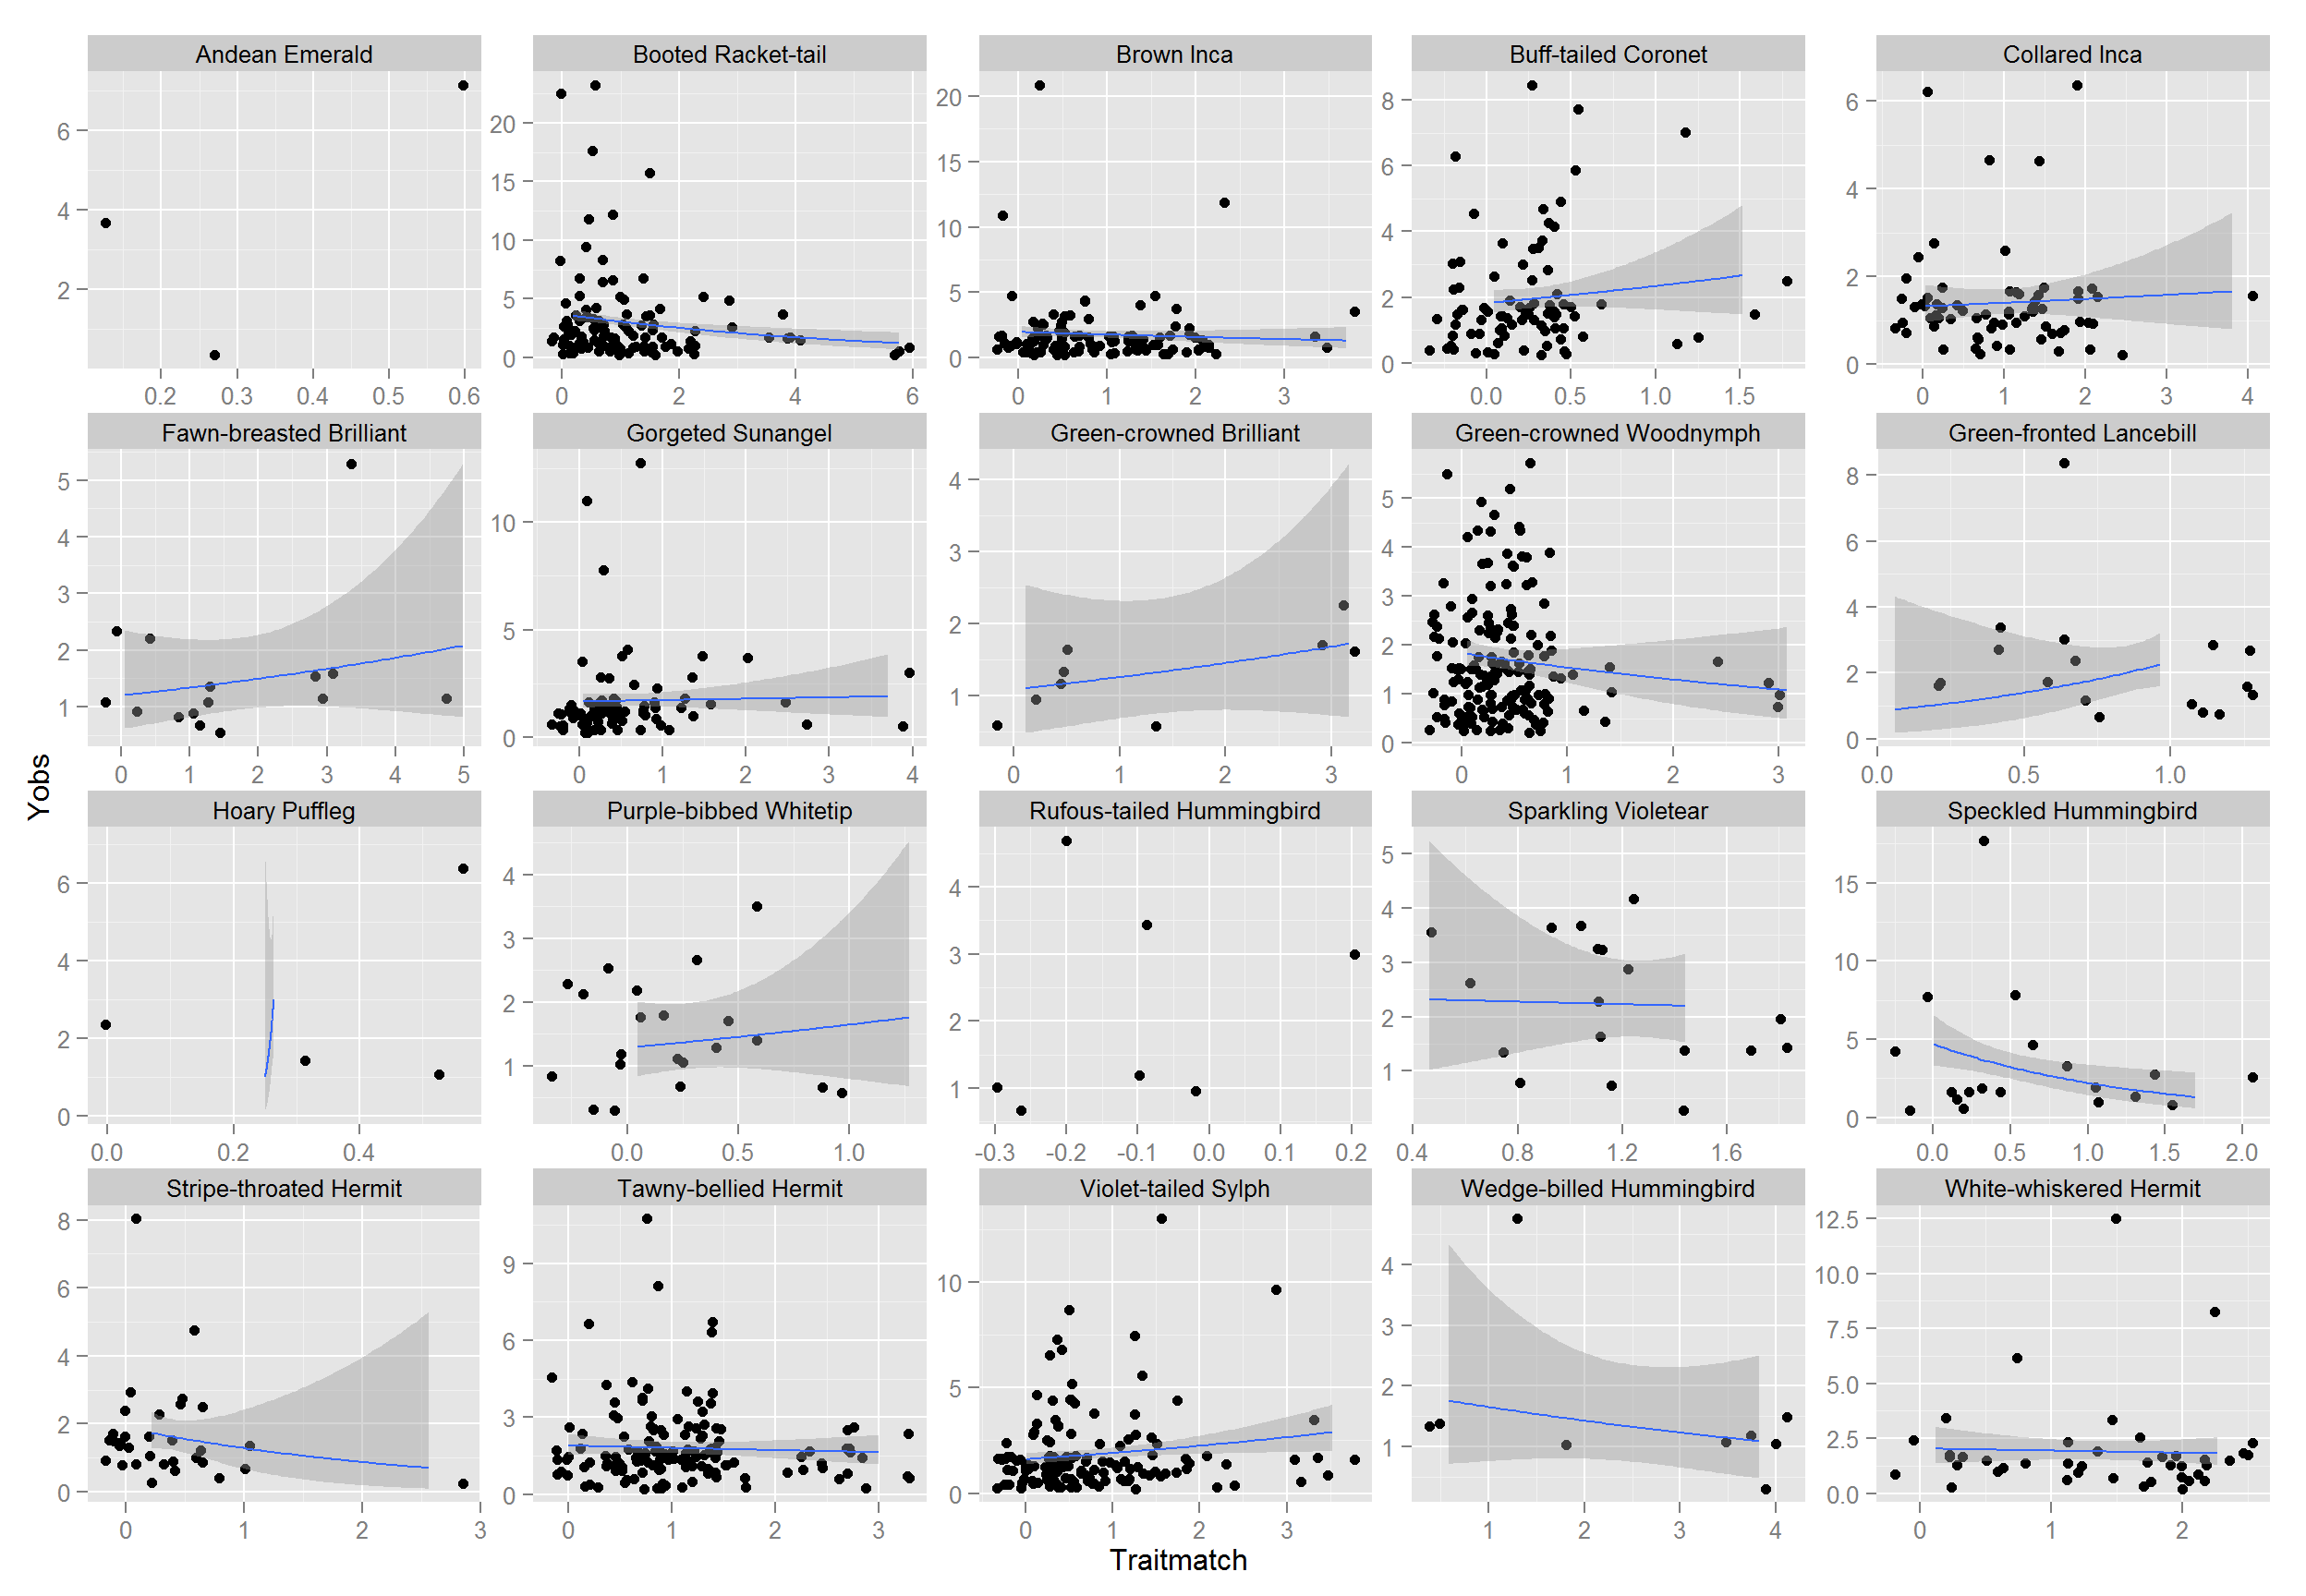 Andean Emerald
Booted Racket-tail
Brown Inca
Buff-tailed Coronet
Collared Inca
6
4
2
0.2 0.3 0.4 0.5 0.6
20
15
10
5
0
0 2 4 6
20
15
10
5
0
0 1 2 3
8
6
4
2
0
0.0 0.5 1.0 1.5
6
4
2
0
0 1 2 3 4
Fawn-breasted Brilliant
Gorgeted Sunangel
Green-crowned Brilliant
Green-crowned Woodnymph
Green-fronted Lancebill
5
4
3
2
1
0 1 2 3 4 5
10
5
0
0 1 2 3 4
4
3
2
1
0 1 2 3
5
4
3
2
1
0
0 1 2 3
8
6
4
2
0
0.0 0.5 1.0
Yobs
Hoary Puffleg
Purple-bibbed Whitetip
Rufous-tailed Hummingbird
Sparkling Violetear
Speckled Hummingbird
6
4
2
0
0.0 0.2 0.4
4
3
2
1
0.0 0.5 1.0
4
3
2
1
-0.3 -0.2 -0.1 0.0 0.1 0.2
5
4
3
2
1
0.4 0.8 1.2 1.6
15
10
5
0
0.0 0.5 1.0 1.5 2.0
Stripe-throated Hermit
Tawny-bellied Hermit
Violet-tailed Sylph
Wedge-billed Hummingbird
White-whiskered Hermit
8
6
4
2
0
0 1 2 3
9
6
3
0
0 1 2 3
10
5
0
0 1 2 3
4
3
2
1
1 2 3 4
12.5
10.0
7.5
5.0
2.5
0.0
0 1 2
Traitmatch